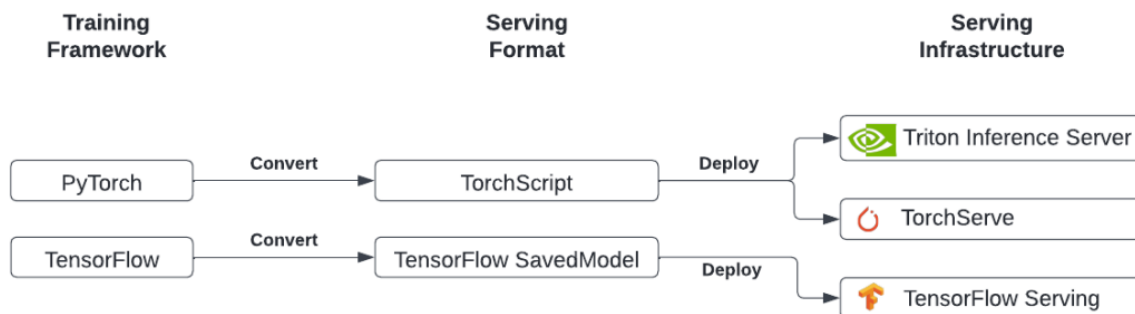 Training
Framework
Serving
Format
Serving
Infrastructure
Triton Inference Server
Convert
Deploy
PyTorch
TorchScript
TorchServe
Convert
TensorFlow
TensorFlow SavedModel
Deploy
TensorFlow Serving